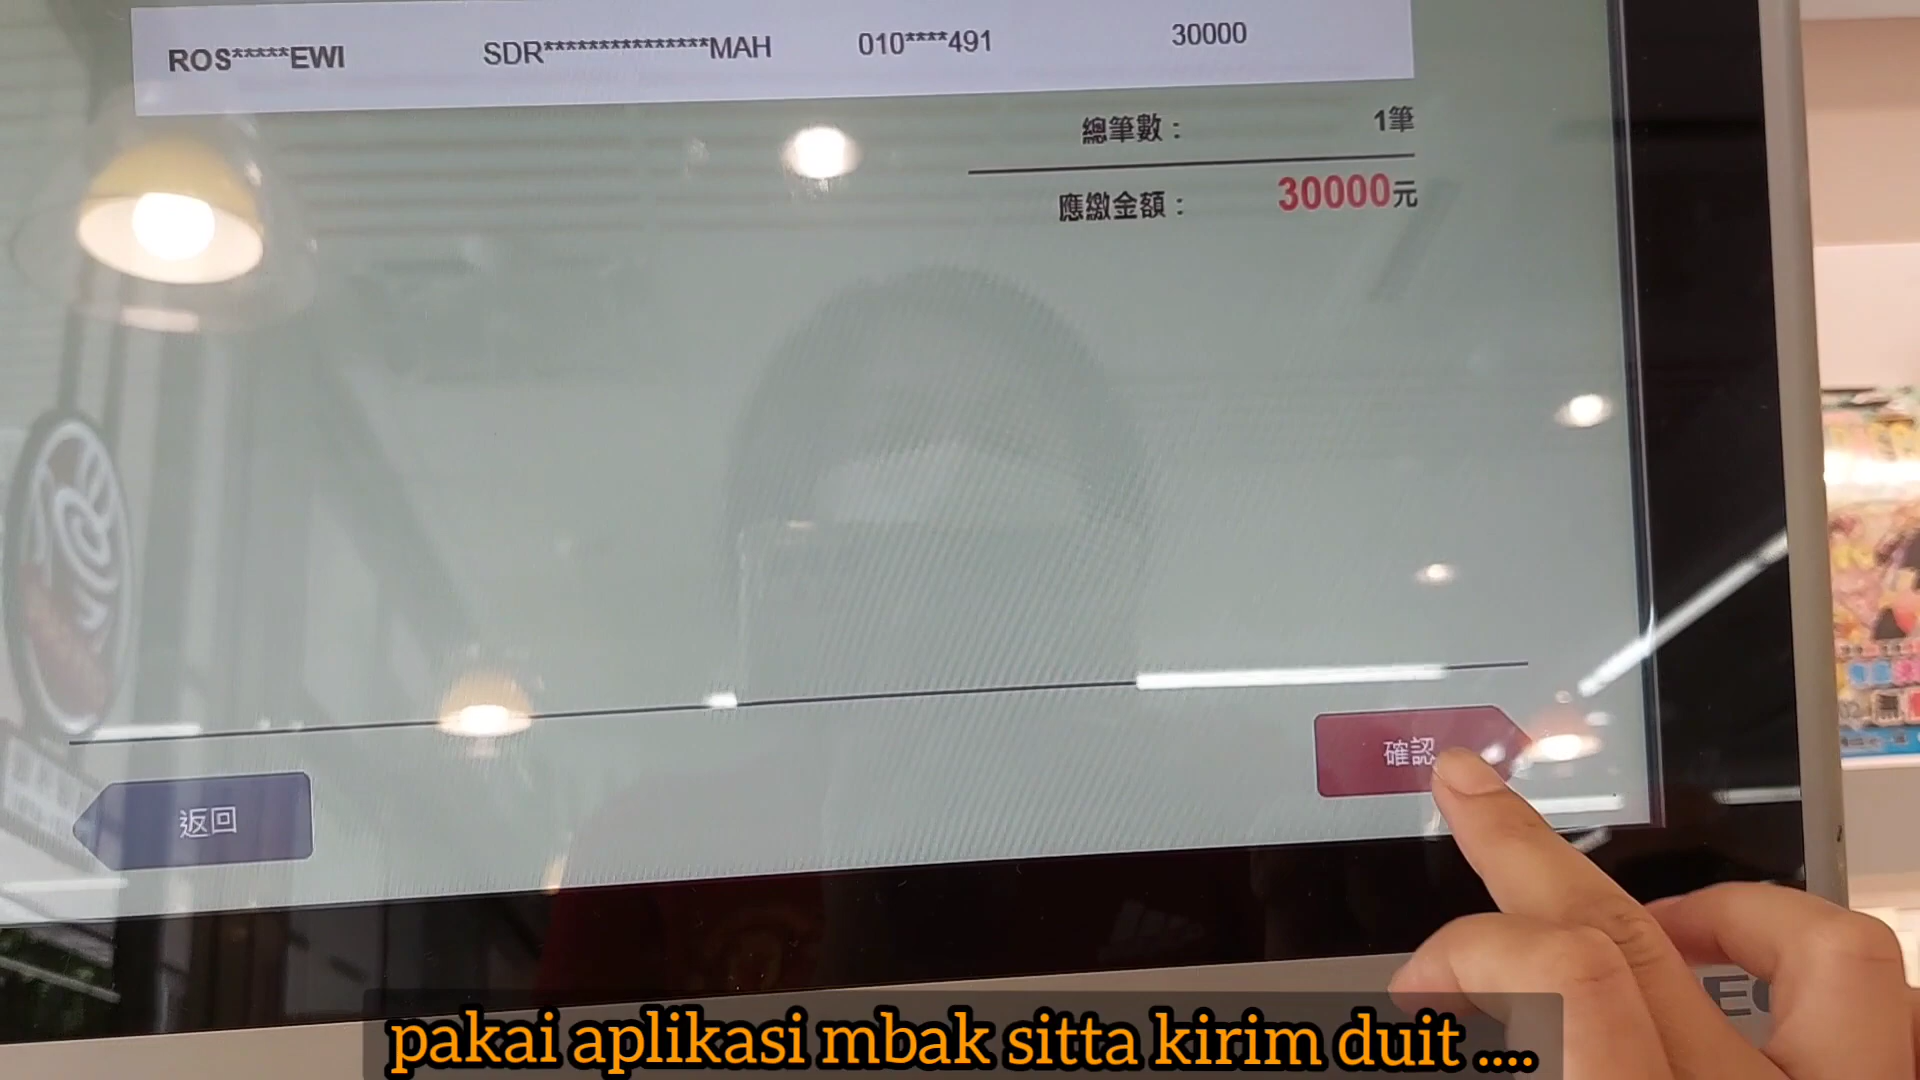 ROS*****EWI SDR***************MAH 010****491 30000
總筆數： 1筆
應繳金額： 30000元
確認
返回
pakai aplikasi mbak sitta kirim duit ....